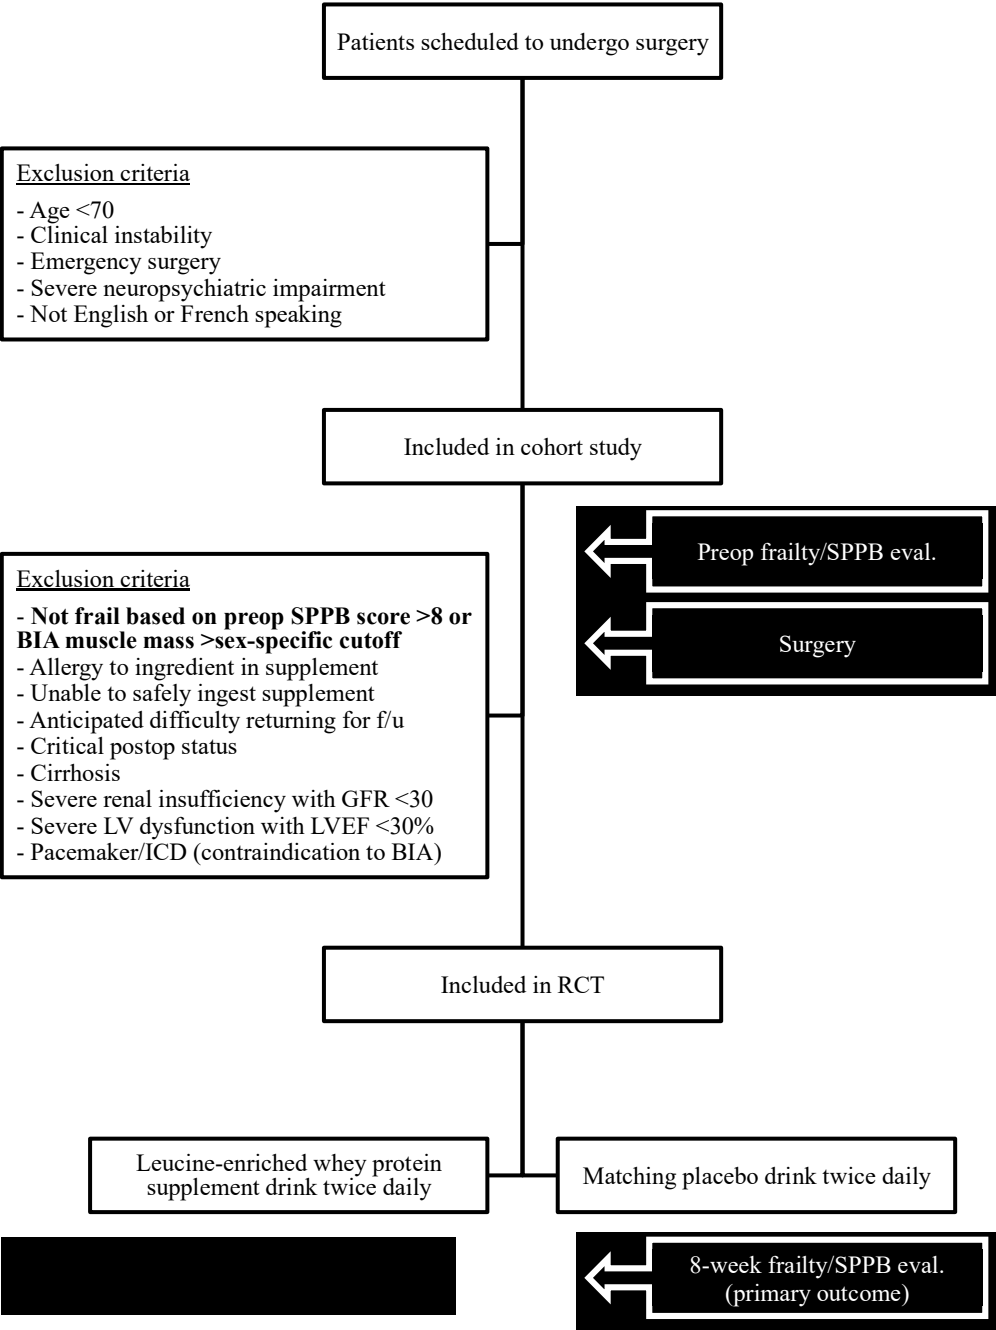 Patients scheduled to undergo surgery
Exclusion criteria
- Age <70
- Clinical instability
- Emergency surgery
- Severe neuropsychiatric impairment
- Not English or French speaking
Included in cohort study
Preop frailty/SPPB eval.
Surgery
Exclusion criteria
- Not frail based on preop SPPB score >8 or
BIA muscle mass >sex-specific cutoff
- Allergy to ingredient in supplement
- Unable to safely ingest supplement
- Anticipated difficulty returning for f/u
- Critical postop status
- Cirrhosis
- Severe renal insufficiency with GFR <30
- Severe LV dysfunction with LVEF <30%
- Pacemaker/ICD (contraindication to BIA)
Included in RCT
Leucine-enriched whey protein
supplement drink twice daily
Matching placebo drink twice daily
8-week frailty/SPPB eval.
(primary outcome)